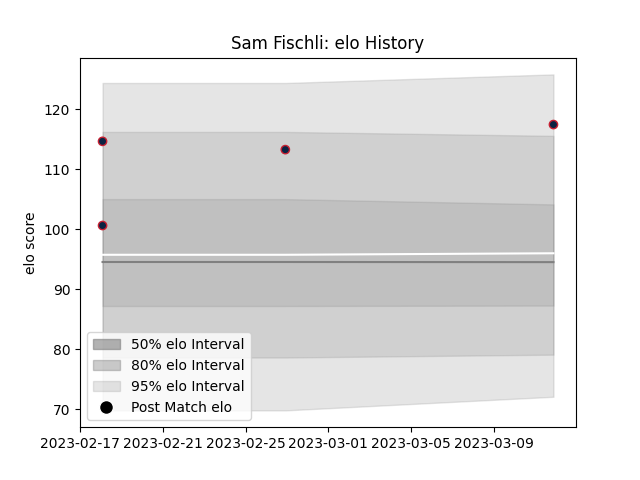 Sam Fischli: elo History
elo score
120
110
100
90
80
70
50% elo Interval
80% elo Interval
95% elo Interval
Post Match elo
2023-02-17 2023-02-21 2023-02-25 2023-03-01 2023-03-05 2023-03-09